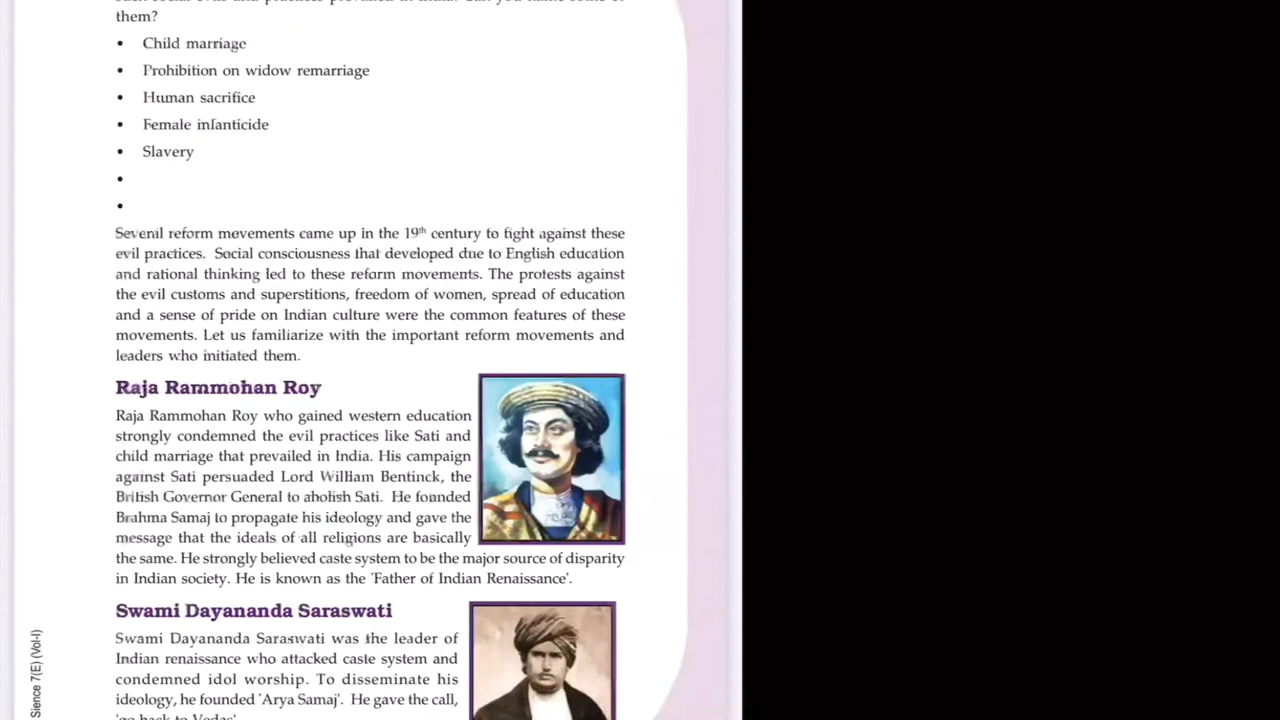 them?
• Child marriage
• Prohibition on widow remarriage
• Human sacrifice
• Female infanticide
• Slavery
•
•
Several reform movements came up in the 19th century to fight against these
evil practices. Social consciousness that developed due to English education
and rational thinking led to these reform movements. The protests against
the evil customs and superstitions, freedom of women, spread of education
and a sense of pride on Indian culture were the common features of these
movements. Let us familiarize with the important reform movements and
leaders who initiated them.
Raja Rammohan Roy
Raja Rammohan Roy who gained western education
strongly condemned the evil practices like Sati and
child marriage that prevailed in India. His campaign
against Sati persuaded Lord William Bentinck, the
British Governor General to abolish Sati. He founded
Brahma Samaj to propagate his ideology and gave the
message that the ideals of all religions are basically
the same. He strongly believed caste system to be the major source of disparity
in Indian society. He is known as the 'Father of Indian Renaissance'.
Swami Dayananda Saraswati
Swami Dayananda Saraswati was the leader of
Indian renaissance who attacked caste system and
condemned idol worship. To disseminate his
ideology, he founded 'Arya Samaj'. He gave the call,
'go back to Vedas'.
Sience 7(E) (Vol-I)